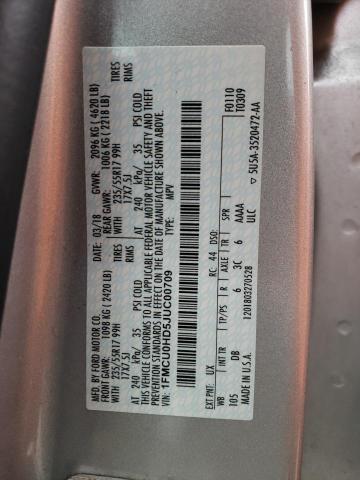 MFD. BY FORD MOTOR CO.
DATE: 03/18 GVWR: 2096 KG ( 4620 LB)
FRONT GAWR: 1098 KG ( 2420 LB) REAR GAWR: 1006 KG ( 2218 LB)
WITH 235/55R17 99H TIRES WITH 235/55R17 99H TIRES
17X7.5J RIMS 17X7.5J RIMS
AT 240 kPa/ 35 PSI COLD AT 240 kPa/ 35 PSI COLD
THIS VEHICLE CONFORMS TO ALL APPLICABLE FEDERAL MOTOR VEHICLE SAFETY AND THEFT
PREVENTION STANDARDS IN EFFECT ON THE DATE OF MANUFACTURE SHOWN ABOVE.
VIN: 1FMCU0HD5JUC00709 TYPE: MPV
F0110
T0309
EXT PNT: UX RC: 44 DSO:
WB INT TR TP/PS R AXLE TR SPR
105 DB 6 3C 6 AAAA
ULC
MADE IN U.S.A. 1201803270528
5U5A-3520472-AA